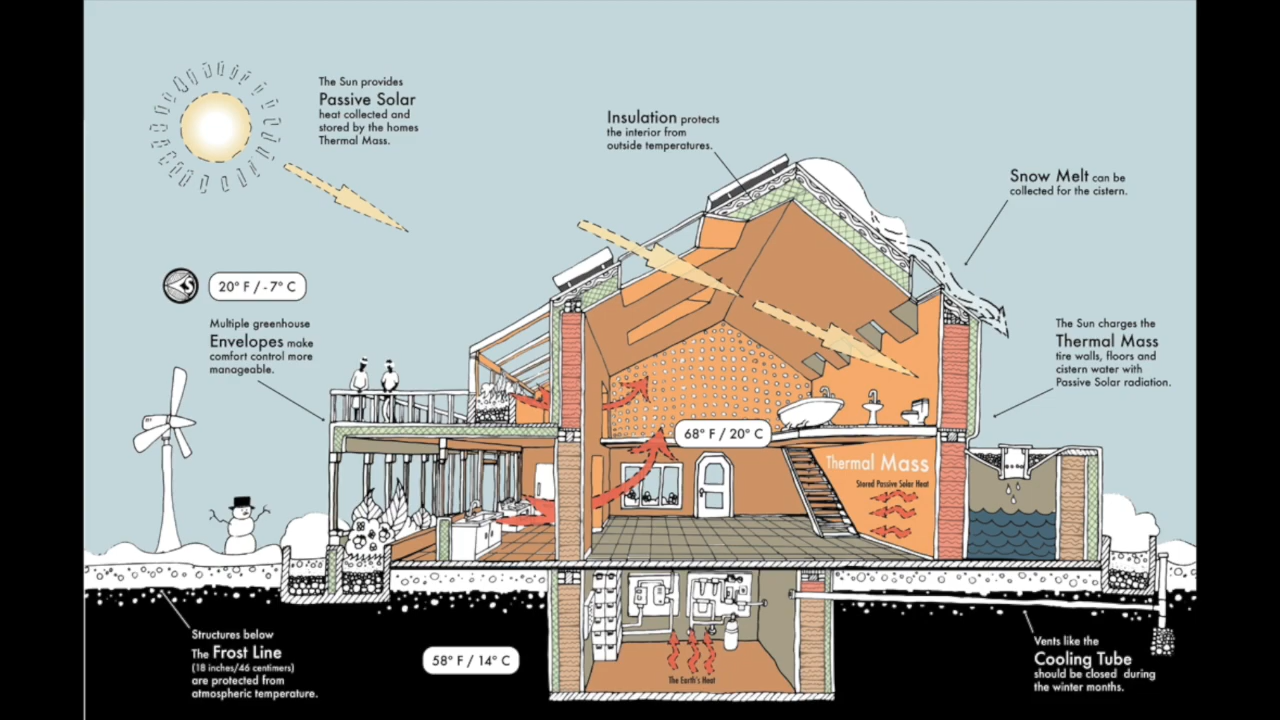 The Sun provides
Passive Solar
heat collected and
stored by the homes
Thermal Mass.
Insulation protects
the interior from
outside temperatures.
Snow Melt can be
collected for the cistern.
20° F / -7° C
Multiple greenhouse
Envelopes make
comfort control more
manageable.
The Sun charges the
Thermal Mass
tire walls, floors and
cistern water with
Passive Solar radiation.
68° F / 20° C
Thermal Mass
Stored Passive Solar Heat
Structures below
The Frost Line
(18 inches/46 centimers)
are protected from
atmospheric temperature.
58° F / 14° C
The Earth's Heat
Vents like the
Cooling Tube
should be closed during
the winter months.